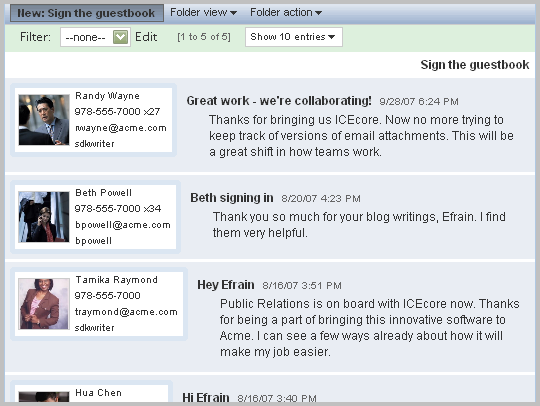 New: Sign the guestbook Folder view Folder action
Filter: --none-- Edit [1 to 5 of 5] Show 10 entries
Sign the guestbook
Randy Wayne
978-555-7000 x27
rwayne@acme.com
sdkwriter
Great work - we're collaborating! 9/28/07 6:24 PM
Thanks for bringing us ICEcore. Now no more trying to
keep track of versions of email attachments. This will be
a great shift in how teams work.
Beth Powell
978-555-7000 x34
bpowell@acme.com
bpowell
Beth signing in 8/20/07 4:23 PM
Thank you so much for your blog writings, Efrain. I find
them very helpful.
Tamika Raymond
978-555-7000
traymond@acme.com
sdkwriter
Hey Efrain 8/16/07 3:51 PM
Public Relations is on board with ICEcore now. Thanks
for being a part of bringing this innovative software to
Acme. I can see a few ways already about how it will
make my job easier.
Hua Chen
Hi Efrain 8/16/07 3:40 PM